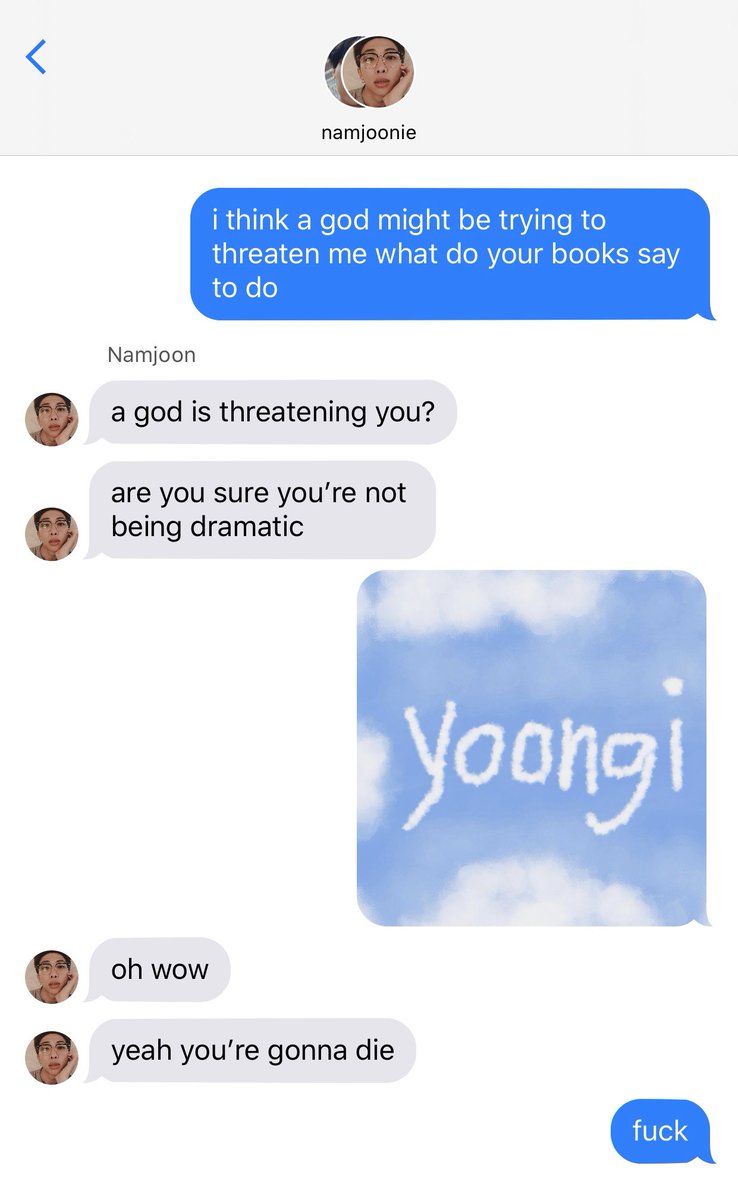 namjoonie
i think a god might be trying to
threaten me what do your books say
to do
Namjoon
a god is threatening you?
are you sure you’re not
being dramatic
yoongi
oh wow
yeah you’re gonna die
fuck